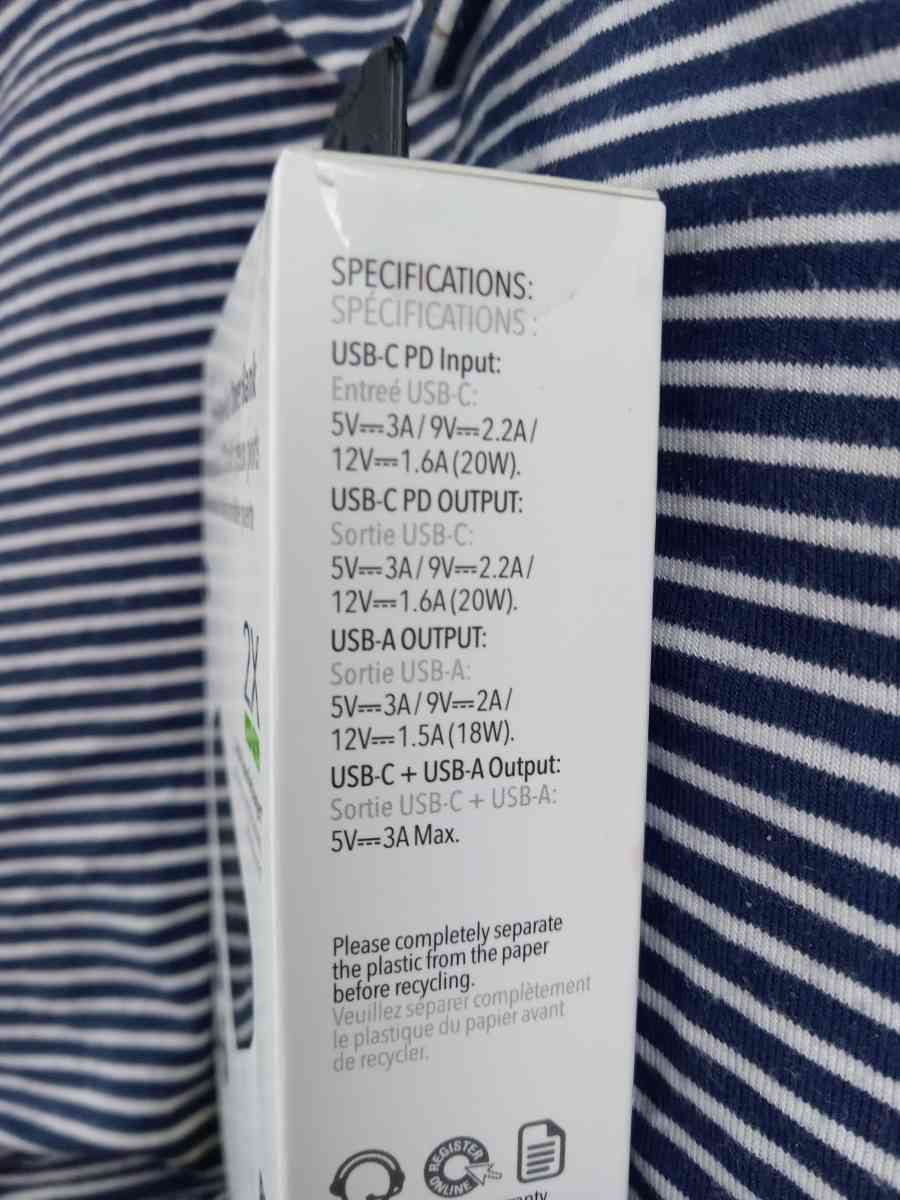 SPECIFICATIONS:
SPÉCIFICATIONS :
USB-C PD Input:
Entreé USB-C:
5V⎓3A/9V⎓2.2A/
12V⎓1.6A(20W).
USB-C PD OUTPUT:
Sortie USB-C:
5V⎓3A/9V⎓2.2A/
12V⎓1.6A(20W).
USB-A OUTPUT:
Sortie USB-A:
5V⎓3A/9V⎓2A/
12V⎓1.5A(18W).
USB-C + USB-A Output:
Sortie USB-C + USB-A:
5V⎓3A Max.
Please completely separate
the plastic from the paper
before recycling.
Veuillez séparer complètement
le plastique du papier avant
de recycler.
REGISTER
ONLINE
2X